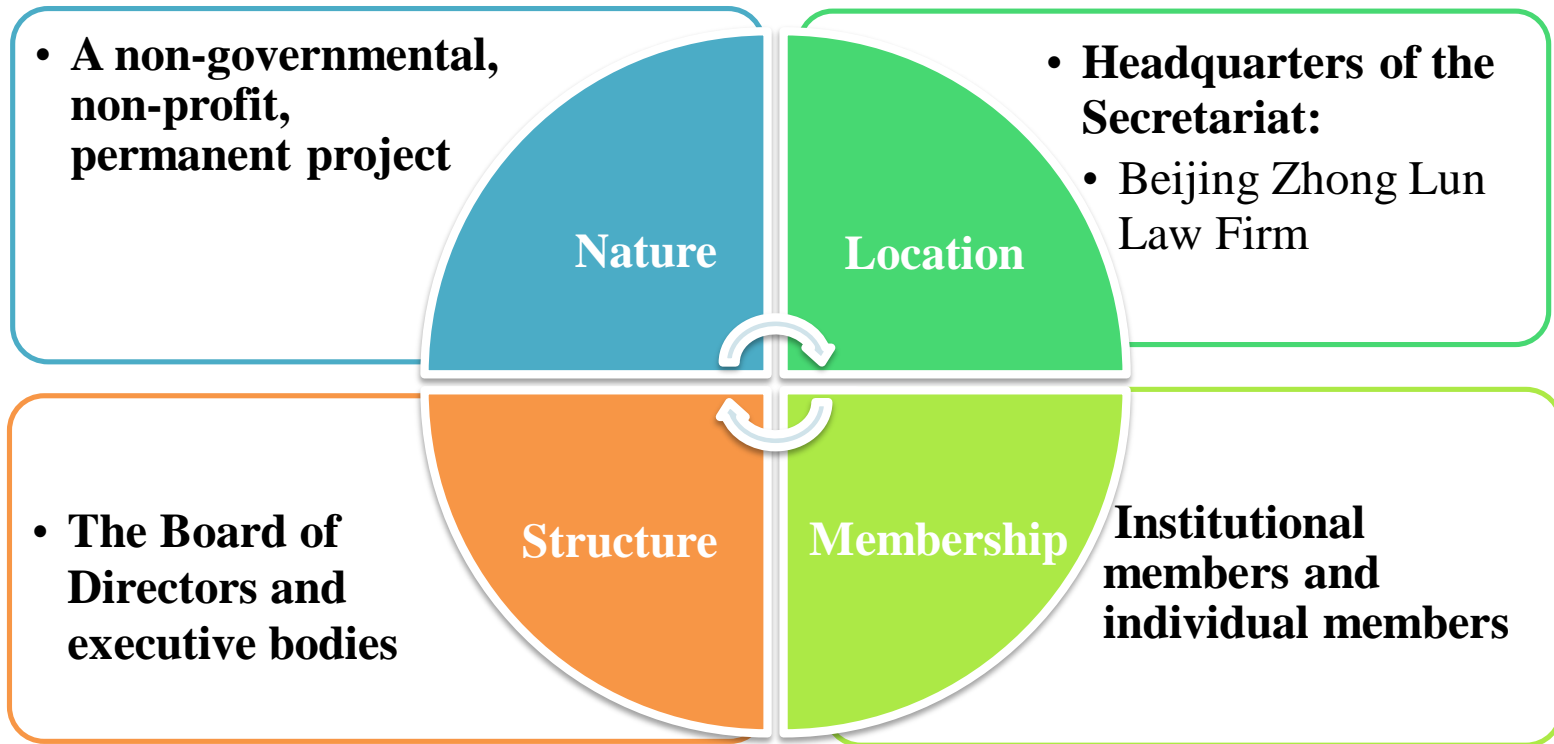 • A non-governmental,
non-profit,
permanent project
Nature
Location
• Headquarters of the
Secretariat:
• Beijing Zhong Lun
Law Firm
• The Board of
Directors and
executive bodies
Structure
Membership
Institutional
members and
individual members